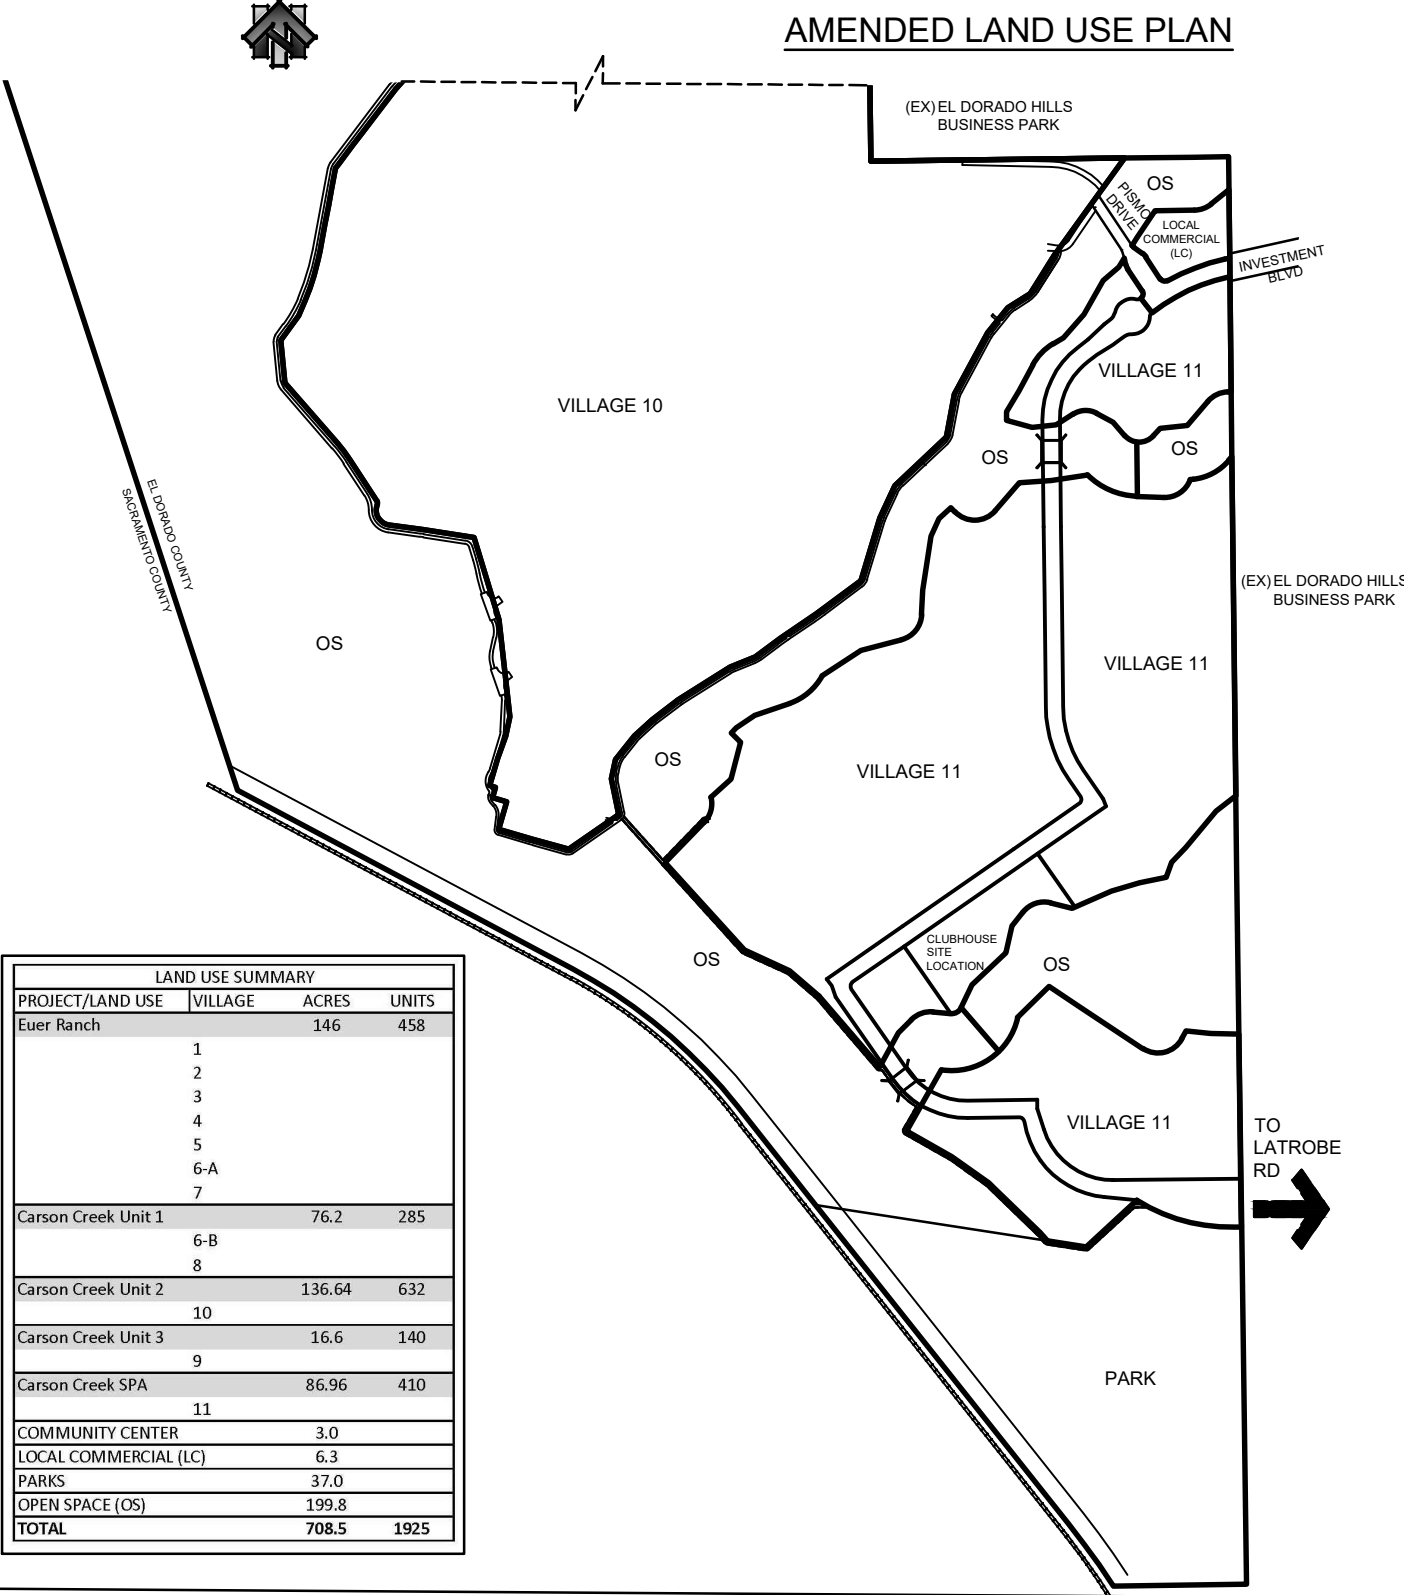 AMENDED LAND USE PLAN
N
(EX) EL DORADO HILLS
BUSINESS PARK
OS
PISMO
DRIVE
LOCAL
COMMERCIAL
(LC)
INVESTMENT
BLVD
VILLAGE 11
VILLAGE 10
OS
OS
EL DORADO COUNTY
SACRAMENTO COUNTY
(EX) EL DORADO HILLS
BUSINESS PARK
OS
VILLAGE 11
OS
VILLAGE 11
CLUBHOUSE
SITE
LOCATION
OS
OS
VILLAGE 11
TO
LATROBE
RD
PARK
LAND USE SUMMARY
PROJECT/LAND USE VILLAGE ACRES UNITS
Euer Ranch 146 458
1
2
3
4
5
6-A
7
Carson Creek Unit 1 76.2 285
6-B
8
Carson Creek Unit 2 136.64 632
10
Carson Creek Unit 3 16.6 140
9
Carson Creek SPA 86.96 410
11
COMMUNITY CENTER 3.0
LOCAL COMMERCIAL (LC) 6.3
PARKS 37.0
OPEN SPACE (OS) 199.8
TOTAL 708.5 1925